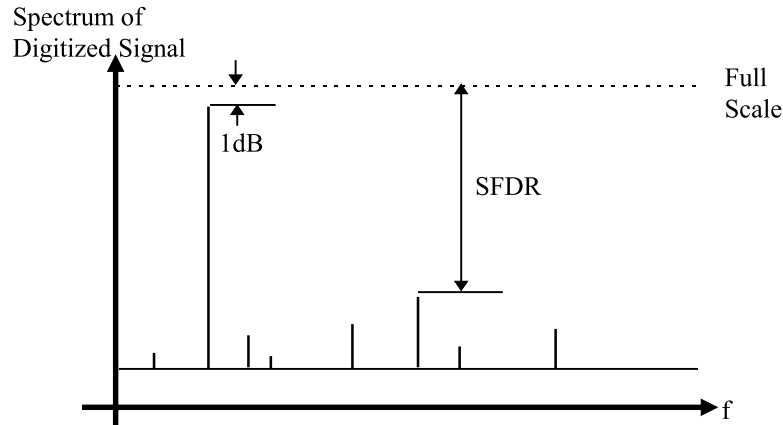 Spectrum of
Digitized Signal
Full
Scale
1dB
SFDR
f